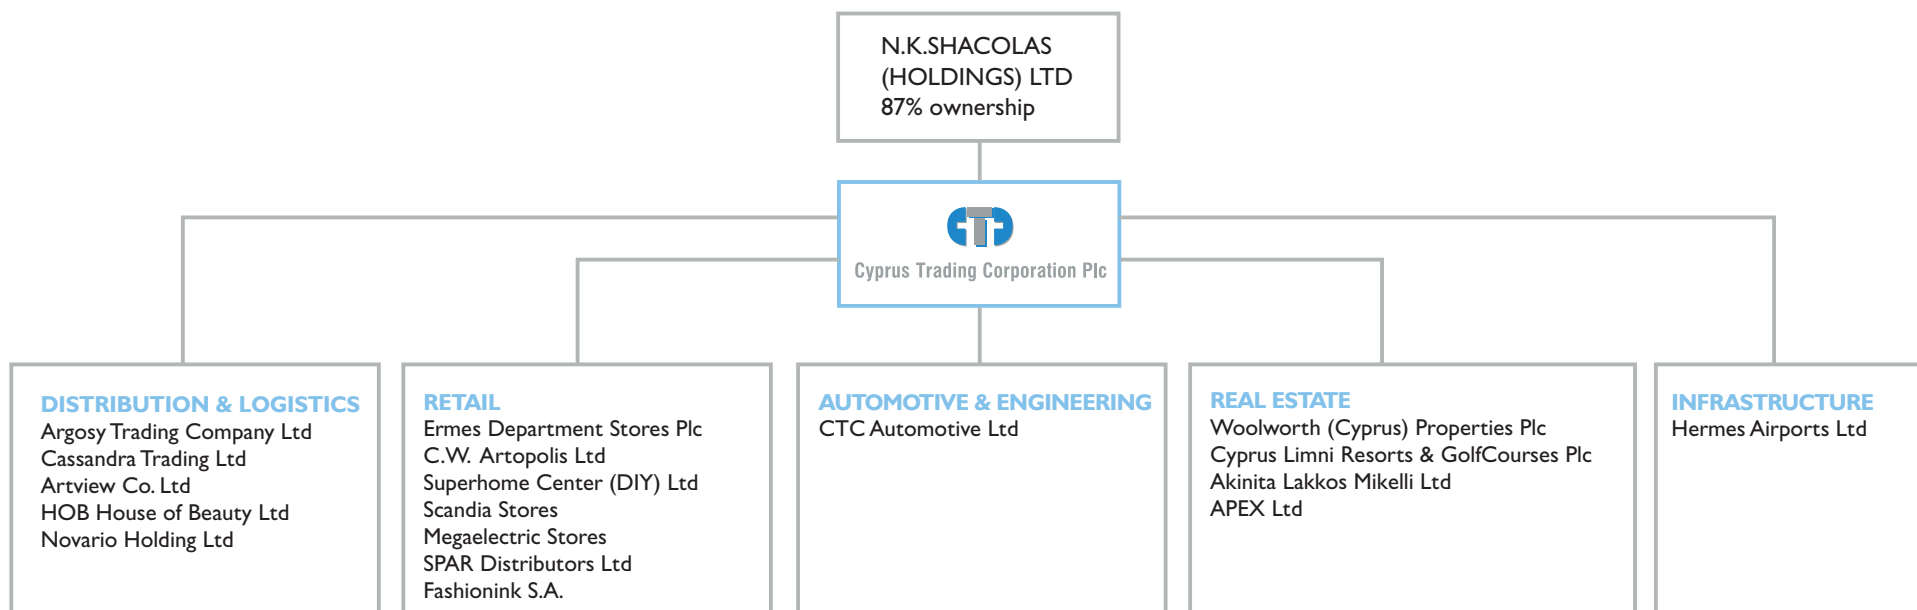 N.K.SHACOLAS
(HOLDINGS) LTD
87% ownership
CTC
Cyprus Trading Corporation Plc
DISTRIBUTION & LOGISTICS
Argosy Trading Company Ltd
Cassandra Trading Ltd
Artview Co. Ltd
HOB House of Beauty Ltd
Novario Holding Ltd
RETAIL
Ermes Department Stores Plc
C.W. Artopolis Ltd
Superhome Center (DIY) Ltd
Scandia Stores
Megaelectric Stores
SPAR Distributors Ltd
Fashionink S.A.
AUTOMOTIVE & ENGINEERING
CTC Automotive Ltd
REAL ESTATE
Woolworth (Cyprus) Properties Plc
Cyprus Limni Resorts & GolfCourses Plc
Akinita Lakkos Mikelli Ltd
APEX Ltd
INFRASTRUCTURE
Hermes Airports Ltd